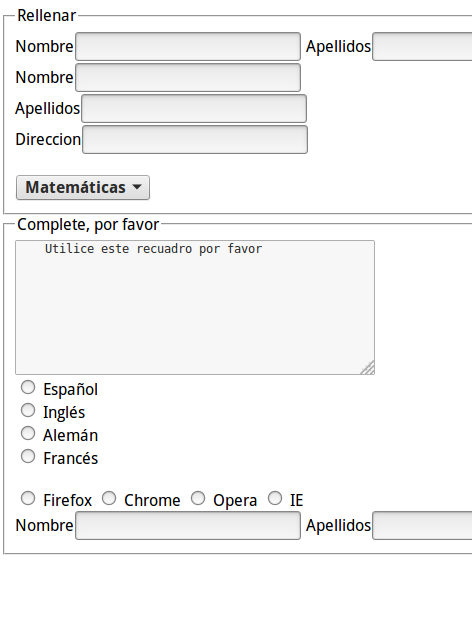 Rellenar
Nombre Apellidos
Nombre
Apellidos
Direccion
Matemáticas
Complete, por favor
Utilice este recuadro por favor
Español
Inglés
Alemán
Francés
Firefox Chrome Opera IE
Nombre Apellidos